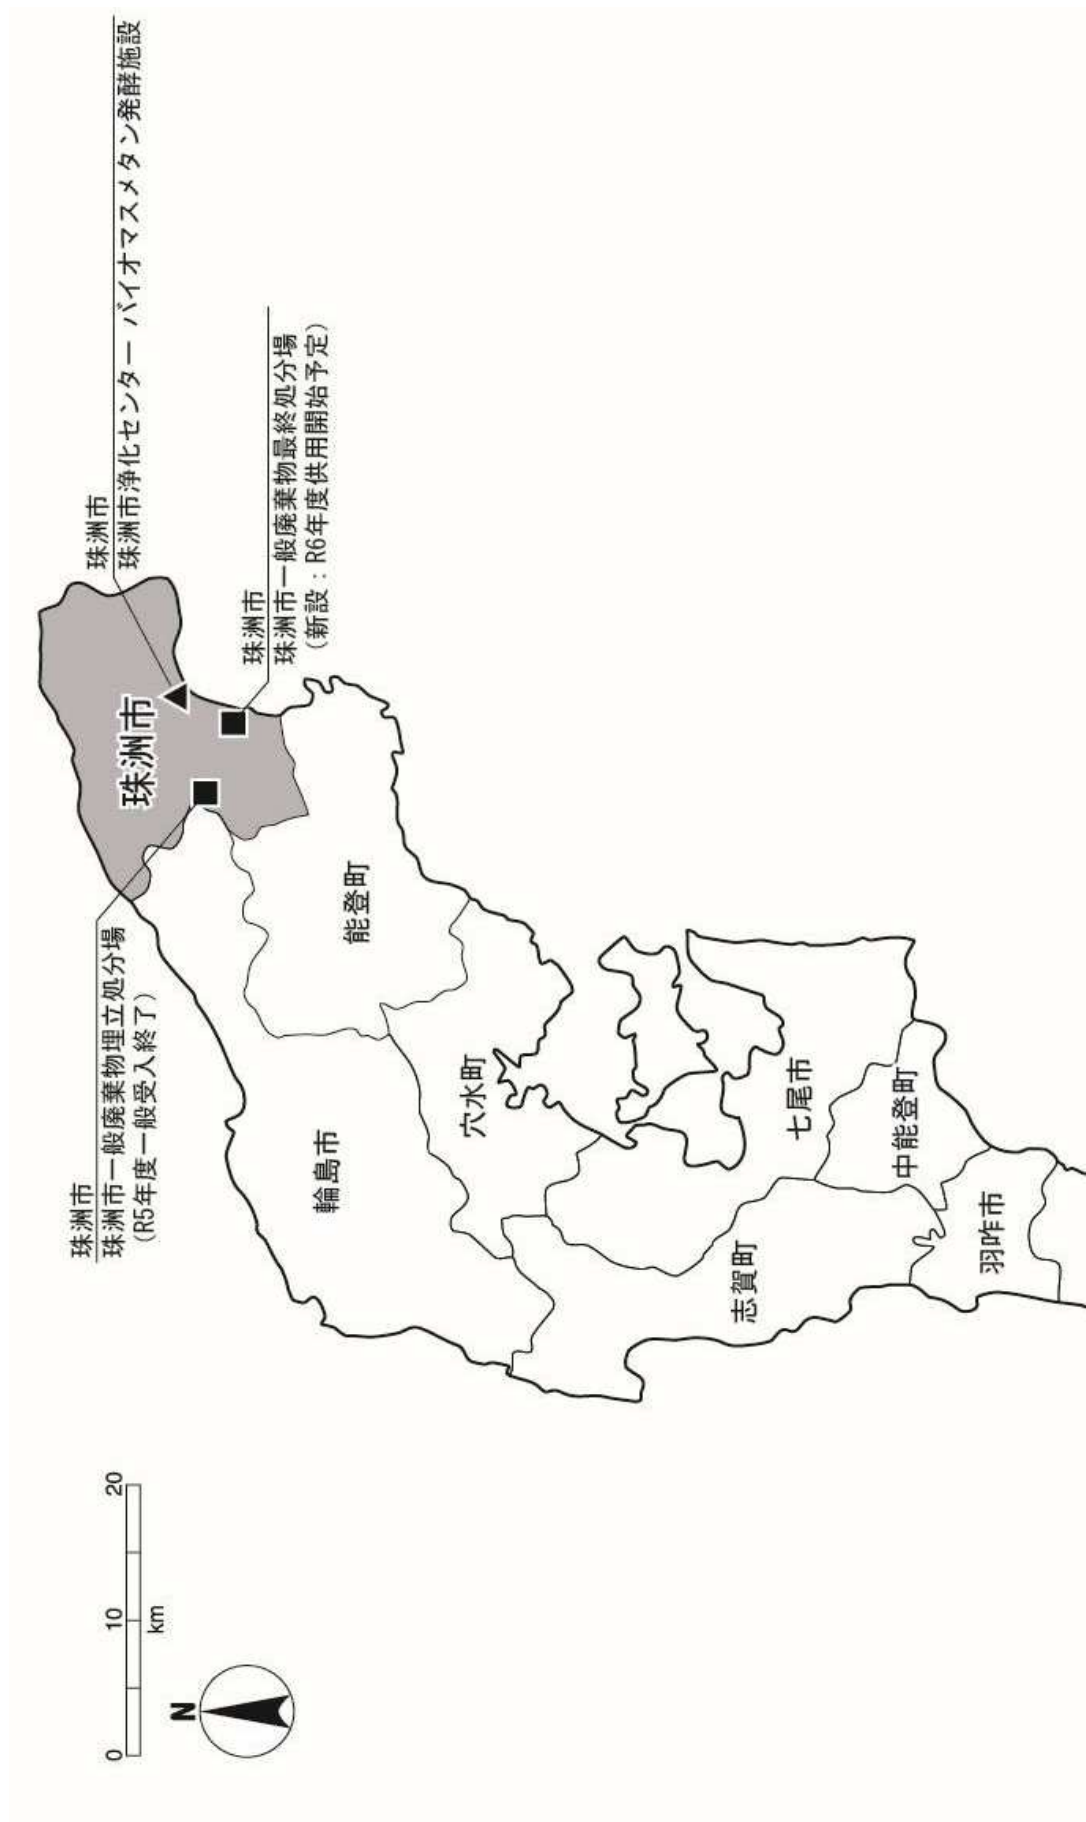 珠洲市
珠洲市浄化センター バイオマスメタン発酵施設
珠洲市
珠洲市一般廃棄物最終処分場
(新設：R6年度供用開始予定)
珠洲市
珠洲市
珠洲市一般廃棄物埋立処分場
(R5年度一般受入終了)
能登町
輪島市
穴水町
七尾市
中能登町
志賀町
羽咋市
0 10 20
km
N